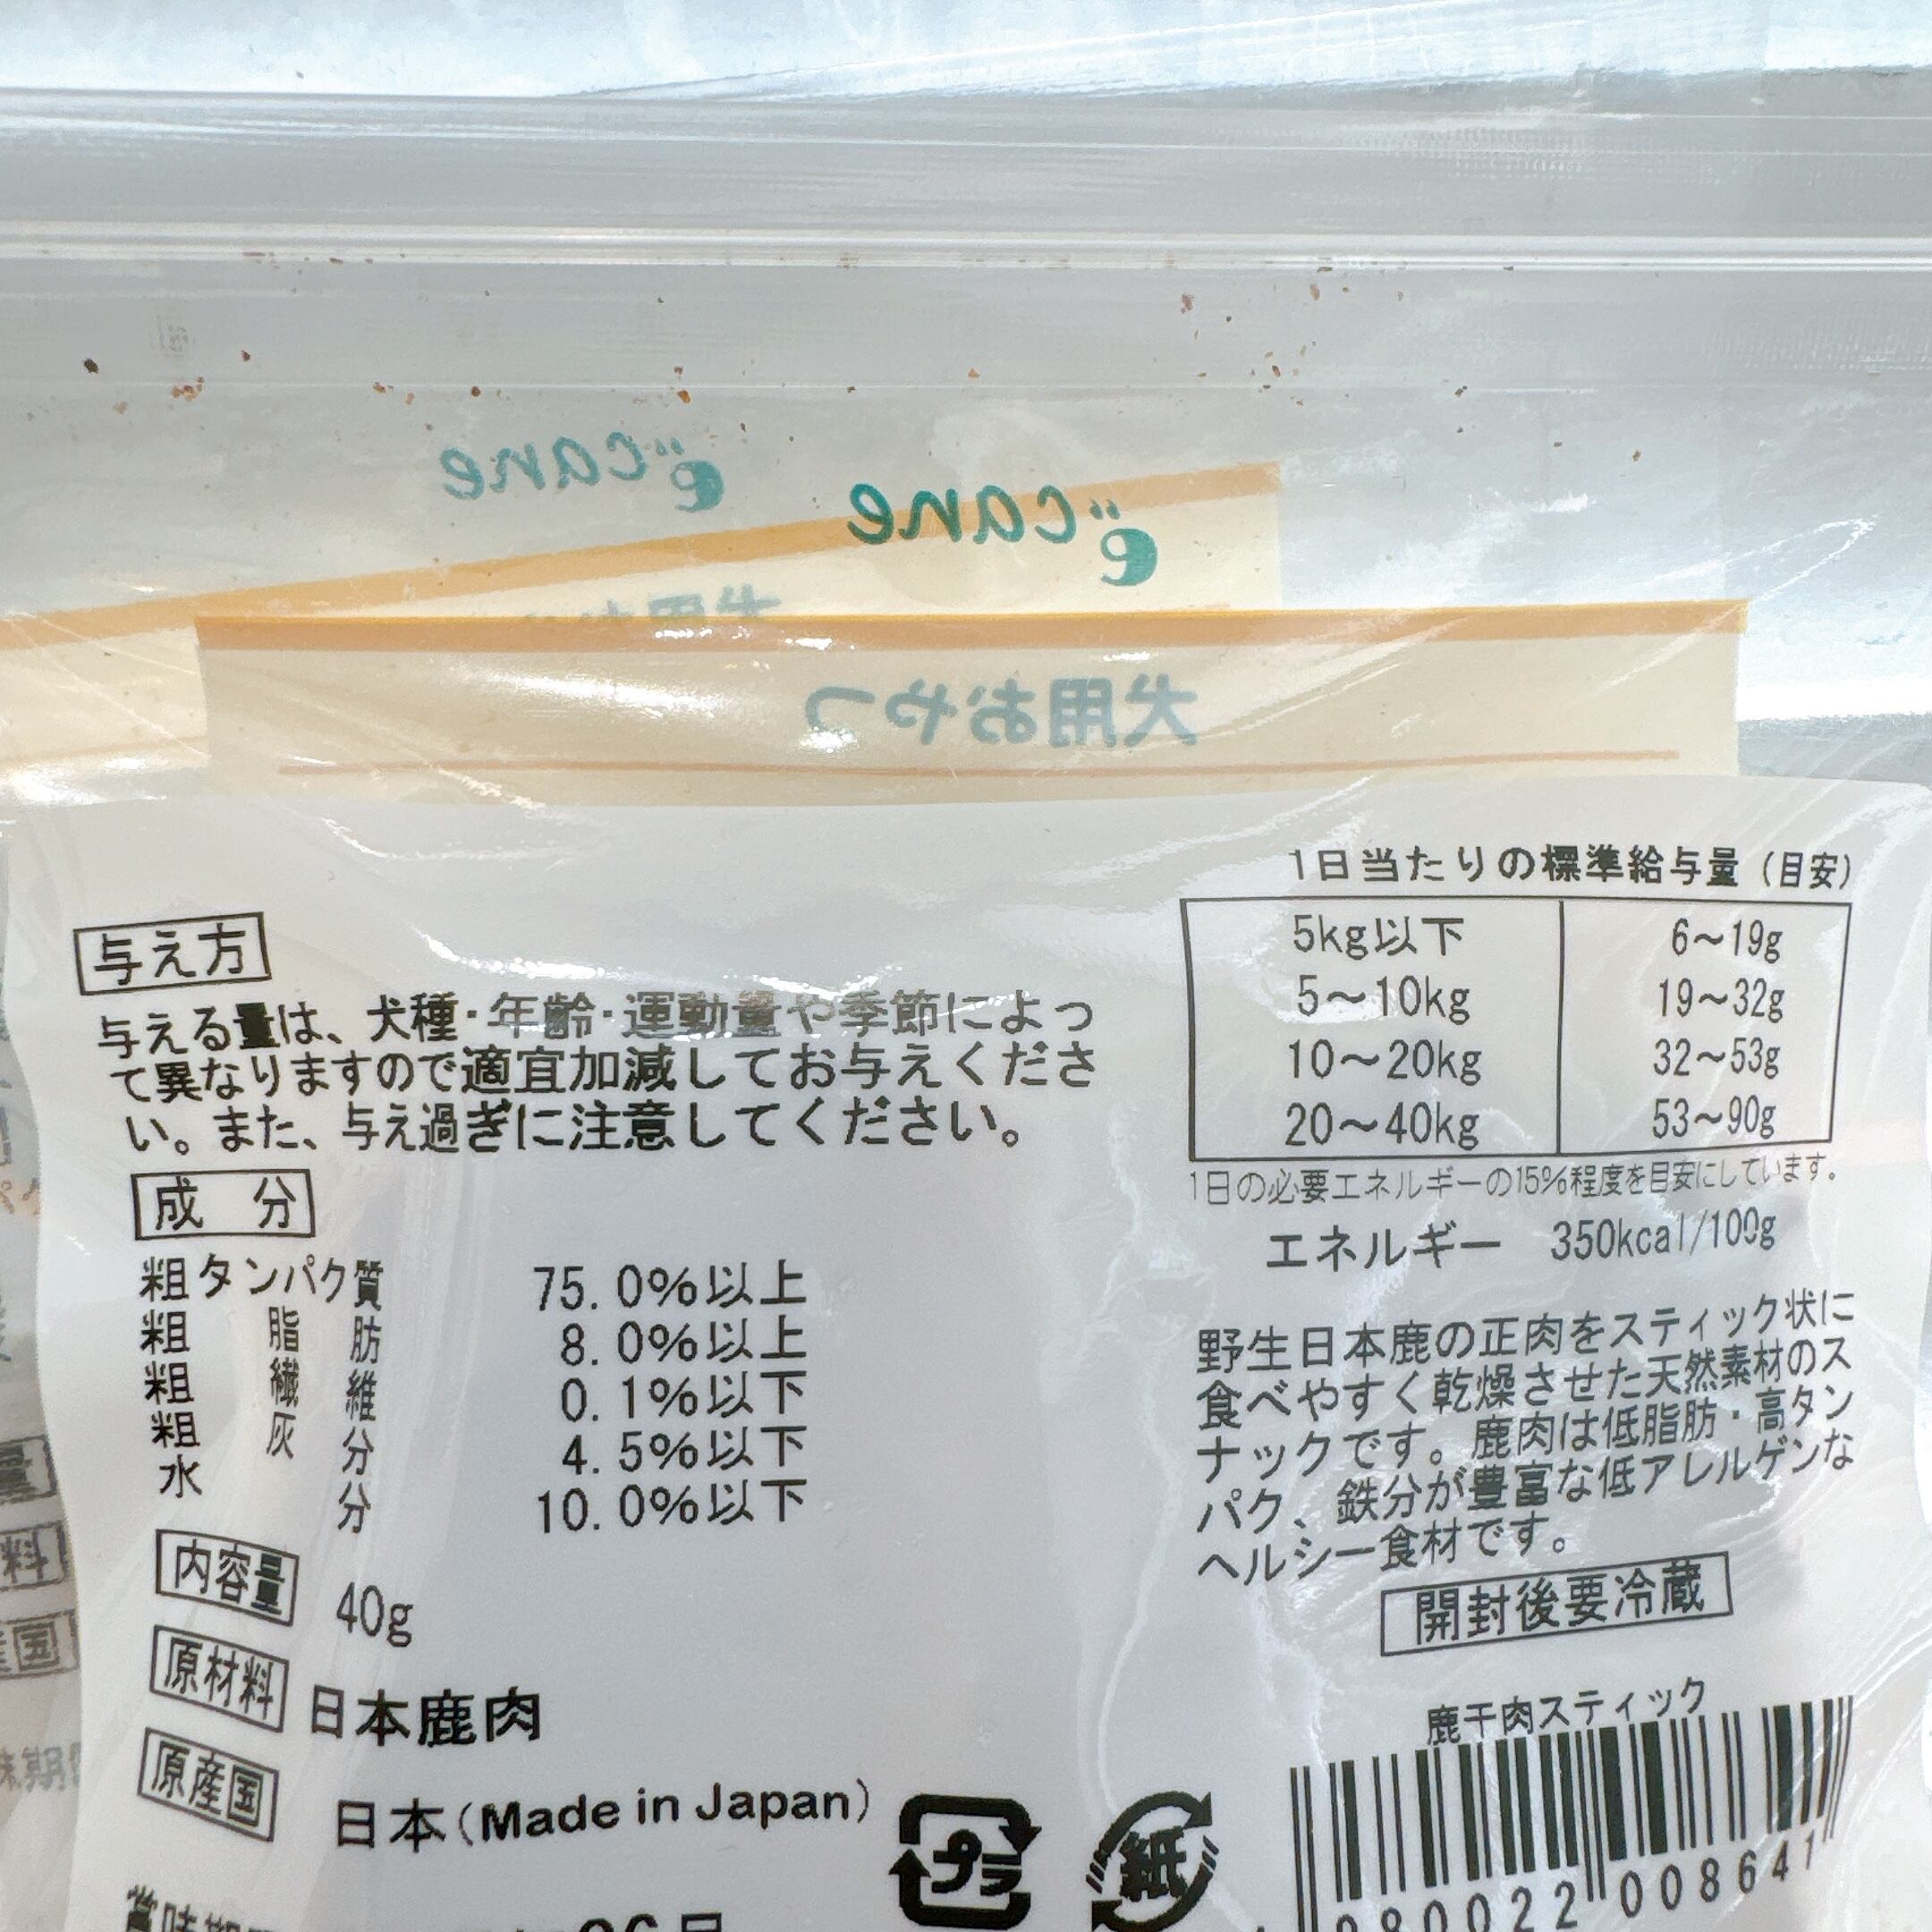 e'cane
e'cane
犬用おやつ
与え方
与える量は、犬種・年齢・運動量や季節によっ
て異なりますので適宜加減してお与えくださ
い。また、与え過ぎに注意してください。
成 分
粗タンパク質 75.0%以上
粗脂肪 8.0%以上
粗繊維 0.1%以下
粗灰分 4.5%以下
水分 10.0%以下
内容量 40g
原材料 日本鹿肉
原産国 日本(Made in Japan)
プラ
紙
1日当たりの標準給与量(目安)
5kg以下 6～19g
5～10kg 19～32g
10～20kg 32～53g
20～40kg 53～90g
1日の必要エネルギーの15%程度を目安にしています。
エネルギー 350kcal/100g
野生日本鹿の正肉をスティック状に
食べやすく乾燥させた天然素材のス
ナックです。鹿肉は低脂肪・高タン
パク、鉄分が豊富な低アレルゲンな
ヘルシー食材です。
開封後要冷蔵
鹿干肉スティック
980022 008641